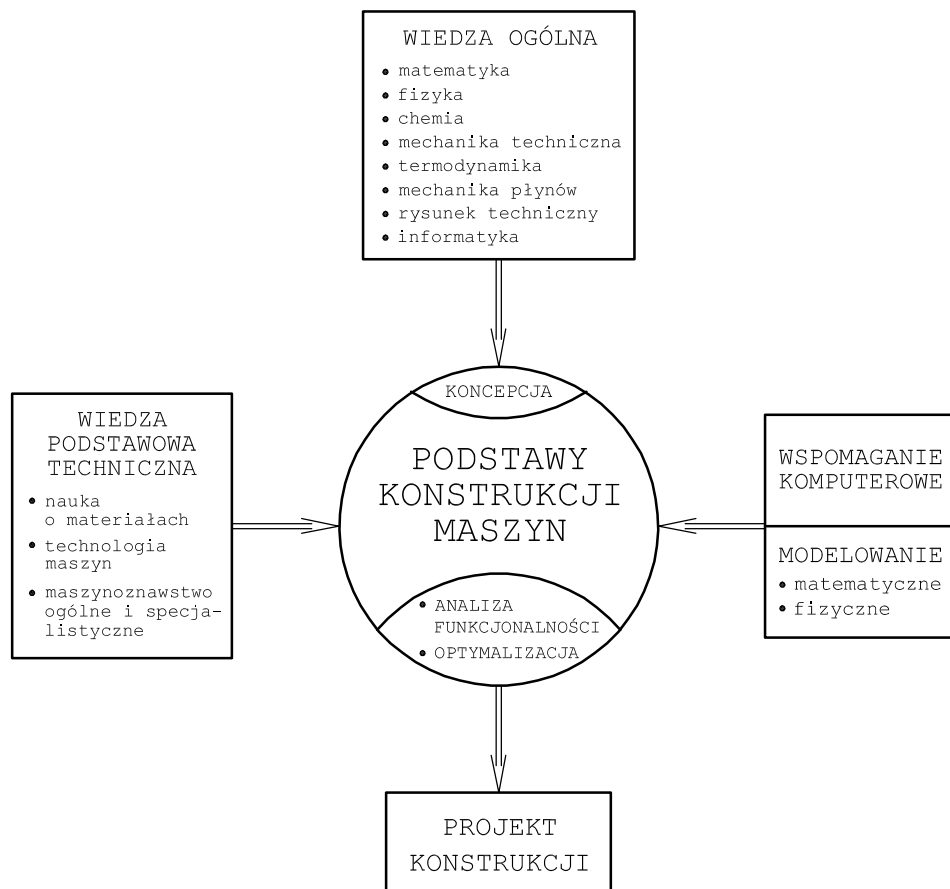 WIEDZA OGÓLNA
• matematyka
• fizyka
• chemia
• mechanika techniczna
• termodynamika
• mechanika płynów
• rysunek techniczny
• informatyka
KONCEPCJA
WIEDZA
PODSTAWOWA
TECHNICZNA
• nauka
o materiałach
• technologia
maszyn
• maszynoznawstwo
ogólne i specja-
listyczne
PODSTAWY
KONSTRUKCJI
MASZYN
• ANALIZA
FUNKCJONALNOŚCI
• OPTYMALIZACJA
WSPOMAGANIE
KOMPUTEROWE
MODELOWANIE
• matematyczne
• fizyczne
PROJEKT
KONSTRUKCJI